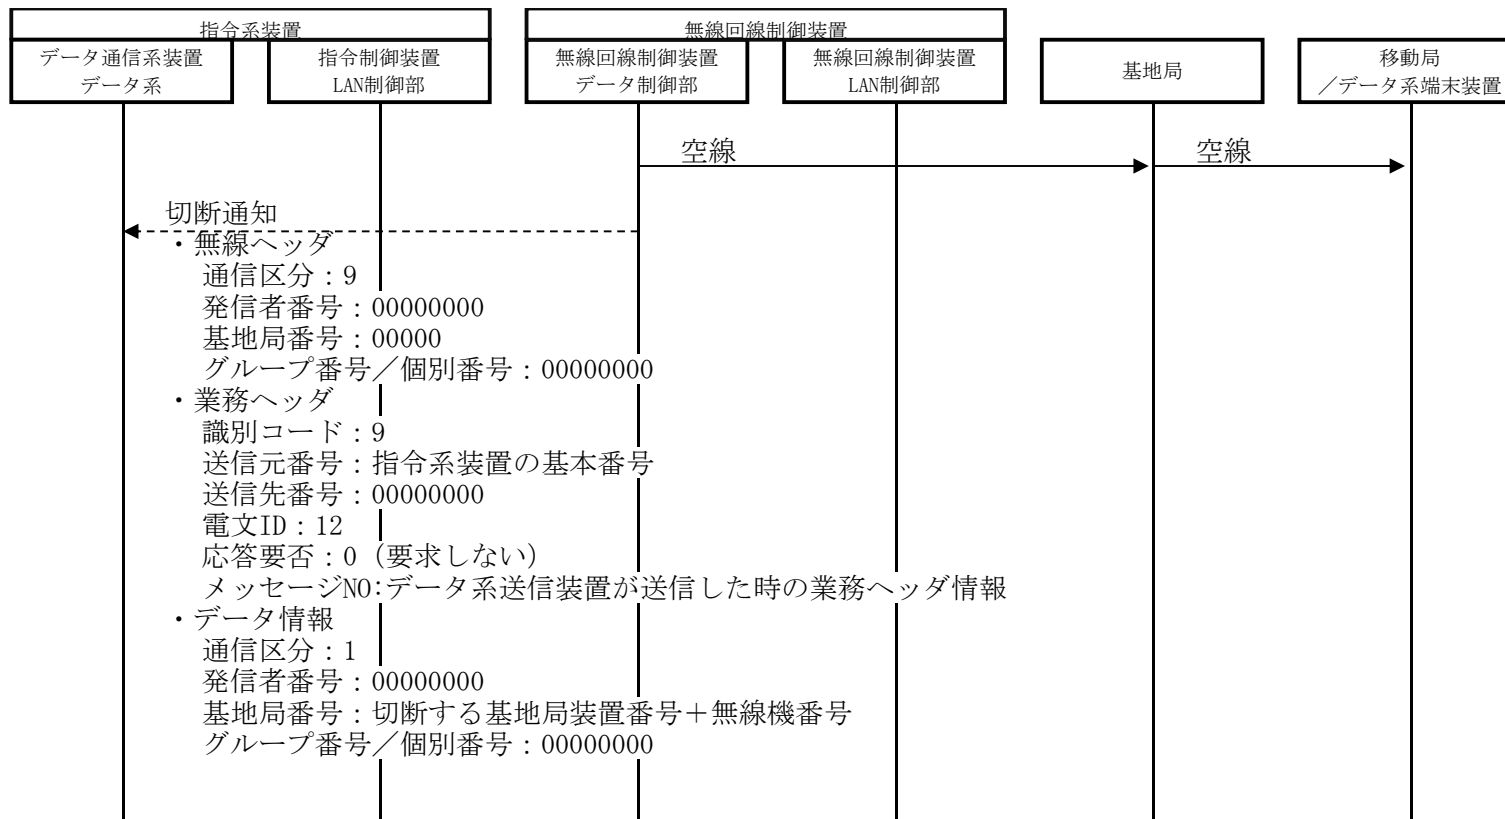 指令系装置
無線回線制御装置
データ通信系装置
データ系
指令制御装置
LAN制御部
無線回線制御装置
データ制御部
無線回線制御装置
LAN制御部
基地局
移動局
／データ系端末装置
空線
空線
切断通知
・無線ヘッダ
通信区分：9
発信者番号：00000000
基地局番号：00000
グループ番号／個別番号：00000000
・業務ヘッダ
識別コード：9
送信元番号：指令系装置の基本番号
送信先番号：00000000
電文ID：12
応答要否：0（要求しない）
メッセージNO:データ系送信装置が送信した時の業務ヘッダ情報
・データ情報
通信区分：1
発信者番号：00000000
基地局番号：切断する基地局装置番号＋無線機番号
グループ番号／個別番号：00000000